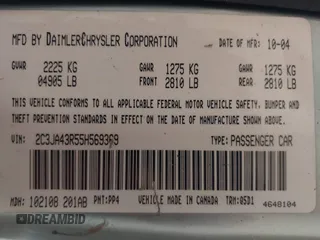 MFD BY DAIMLERCHRYSLER CORPORATION DATE OF MFR 10-04
GVWR 2225 KG GAWR 1275 KG GAWR 1275 KG
04905 LB FRONT 2810 LB REAR 2810 LB
THIS VEHICLE CONFORMS TO ALL APPLICABLE FEDERAL MOTOR VEHICLE SAFETY, BUMPER AND
THEFT PREVENTION STANDARDS IN EFFECT ON THE DATE OF MANUFACTURE SHOWN ABOVE.
VIN: 2C3JA43R55H569369 TYPE: PASSENGER CAR
MDH: 102108 201AB PNT: PP4 VEHICLE MADE IN CANADA TRM: A5D1
4648104
© DREAMBID